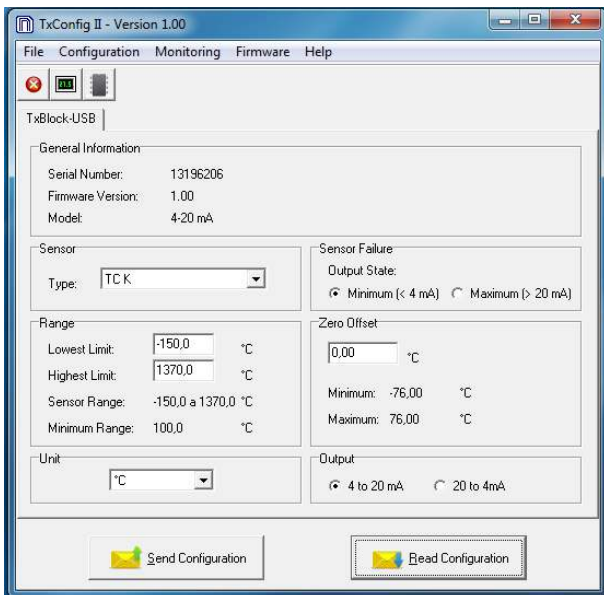 TxConfig II - Version 1.00
File Configuration Monitoring Firmware Help
TxBlock-USB
General Information
Serial Number: 13196206
Firmware Version: 1.00
Model: 4-20 mA
Sensor
Type: TC K
Sensor Failure
Output State:
Minimum (< 4 mA) Maximum (> 20 mA)
Range
Lowest Limit: -150,0 °C
Highest Limit: 1370,0 °C
Sensor Range: -150,0 a 1370,0 °C
Minimum Range: 100,0 °C
Zero Offset
0,00 °C
Minimum: -76,00 °C
Maximum: 76,00 °C
Unit
°C
Output
4 to 20 mA 20 to 4mA
Send Configuration
Read Configuration